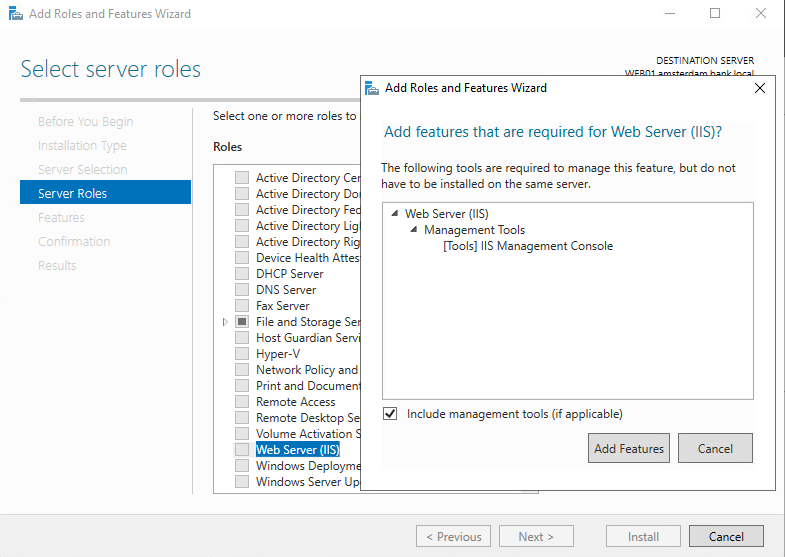 Add Roles and Features Wizard
Select server roles
DESTINATION SERVER
WEB01.amsterdam.bank.local
Before You Begin
Installation Type
Server Selection
Server Roles
Features
Confirmation
Results
Select one or more roles to
Roles
Active Directory Cer
Active Directory Do
Active Directory Fed
Active Directory Lig
Active Directory Rig
Device Health Attes
DHCP Server
DNS Server
Fax Server
File and Storage Ser
Host Guardian Servi
Hyper-V
Network Policy and
Print and Document
Remote Access
Remote Desktop Se
Volume Activation S
Web Server (IIS)
Windows Deployme
Windows Server Up
Add Roles and Features Wizard
Add features that are required for Web Server (IIS)?
The following tools are required to manage this feature, but do not
have to be installed on the same server.
Web Server (IIS)
Management Tools
[Tools] IIS Management Console
Include management tools (if applicable)
Add Features
Cancel
< Previous
Next >
Install
Cancel